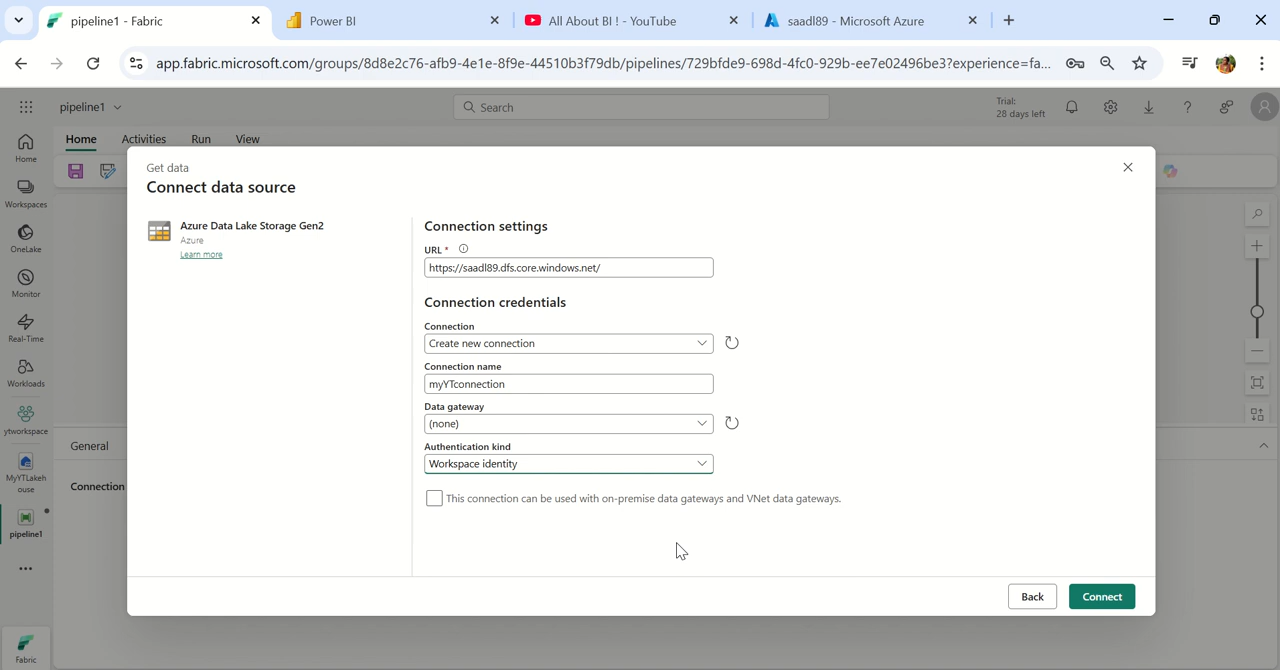 pipeline1 - Fabric
Power BI
All About BI ! - YouTube
saadl89 - Microsoft Azure
app.fabric.microsoft.com/groups/8d8e2c76-afb9-4e1e-8f9e-44510b3f79db/pipelines/729bfde9-698d-4fc0-929b-ee7e02496be3?experience=fa...
pipeline1
Search
Trial:
28 days left
Home
Activities
Run
View
Home
Workspaces
OneLake
Monitor
Real-Time
Workloads
ytworkspace
MyYTLakeh
ouse
pipeline1
Fabric
General
Connection
Get data
Connect data source
Azure Data Lake Storage Gen2
Azure
Learn more
Connection settings
URL *
https://saadl89.dfs.core.windows.net/
Connection credentials
Connection
Create new connection
Connection name
myYTconnection
Data gateway
(none)
Authentication kind
Workspace identity
This connection can be used with on-premise data gateways and VNet data gateways.
Back
Connect